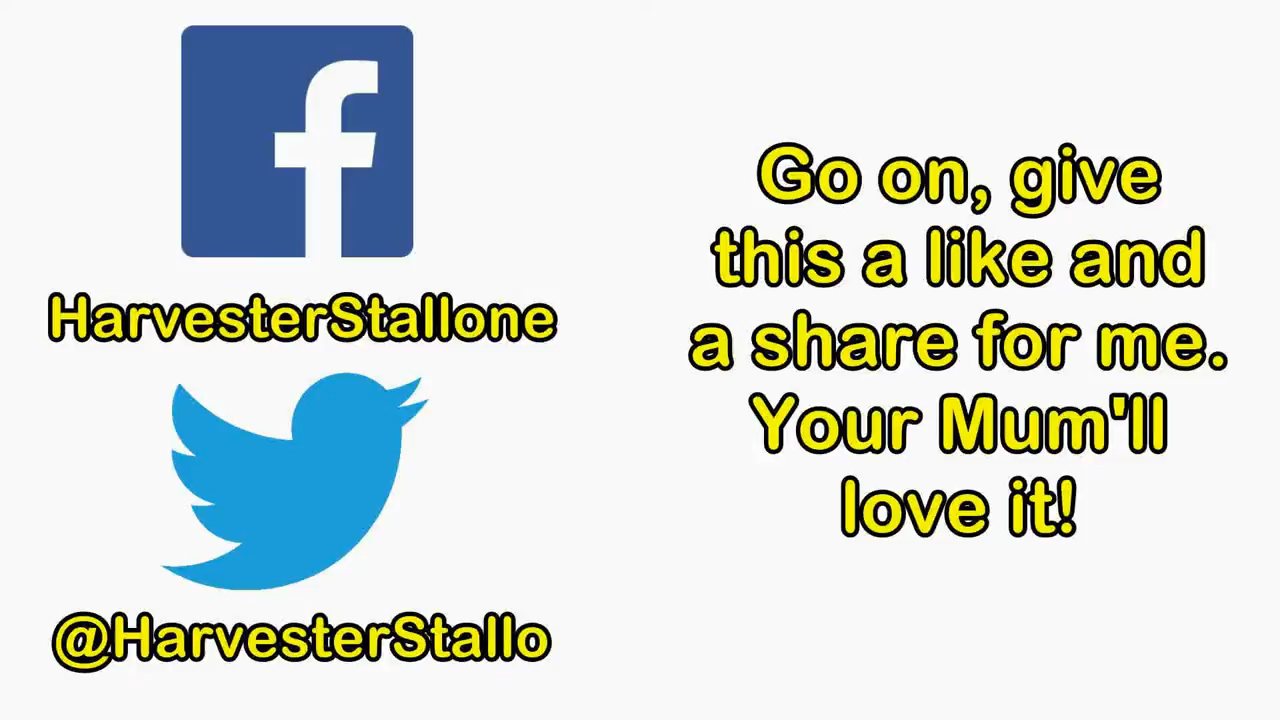 HarvesterStallone
@HarvesterStallo
Go on, give
this a like and
a share for me.
Your Mum'll
love it!